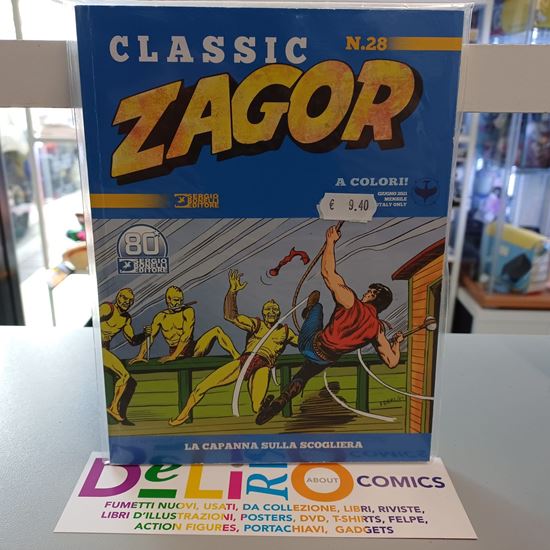 CLASSIC
N.28
ZAGOR
A COLORI!
GIUGNO 2021
MENSILE
ITALY ONLY
€ 9.40
SERGIO
BONELLI
EDITORE
80
SERGIO
BONELLI
EDITORE
LA CAPANNA SULLA SCOGLIERA
DeLiRiO
ABOUT
COMICS
FUMETTI NUOVI, USATI, DA COLLEZIONE, LIBRI, RIVISTE,
LIBRI D'ILLUSTRAZIONI, POSTERS, DVD, T-SHIRTS, FELPE,
ACTION FIGURES, PORTACHIAVI, GADGETS